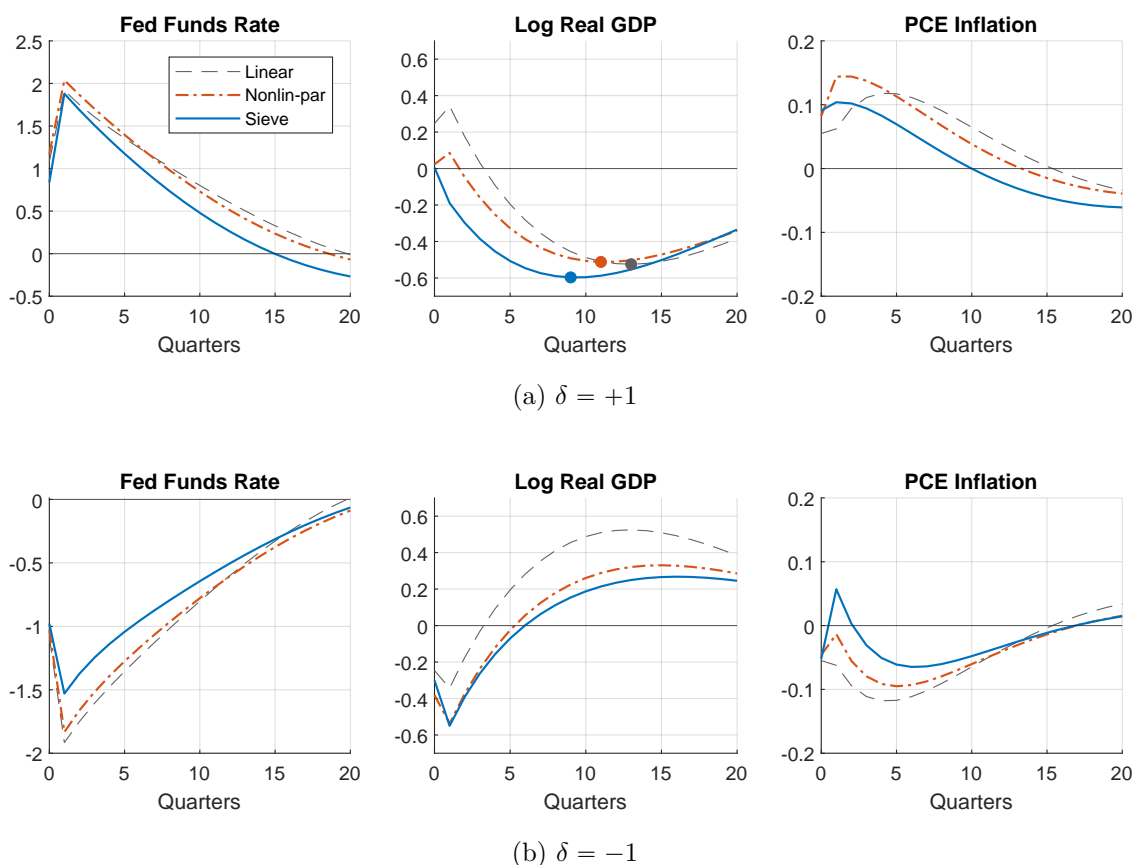 Fed Funds Rate
Log Real GDP
PCE Inflation
2.5
2
1.5
1
0.5
0
-0.5
Linear
Nonlin-par
Sieve
0 5 10 15 20
Quarters
0.6
0.4
0.2
0
-0.2
-0.4
-0.6
0 5 10 15 20
Quarters
0.2
0.1
0
-0.1
-0.2
0 5 10 15 20
Quarters
(a) δ = +1
Fed Funds Rate
Log Real GDP
PCE Inflation
0
-0.5
-1
-1.5
-2
0 5 10 15 20
Quarters
0.6
0.4
0.2
0
-0.2
-0.4
-0.6
0 5 10 15 20
Quarters
0.2
0.1
0
-0.1
-0.2
0 5 10 15 20
Quarters
(b) δ = −1